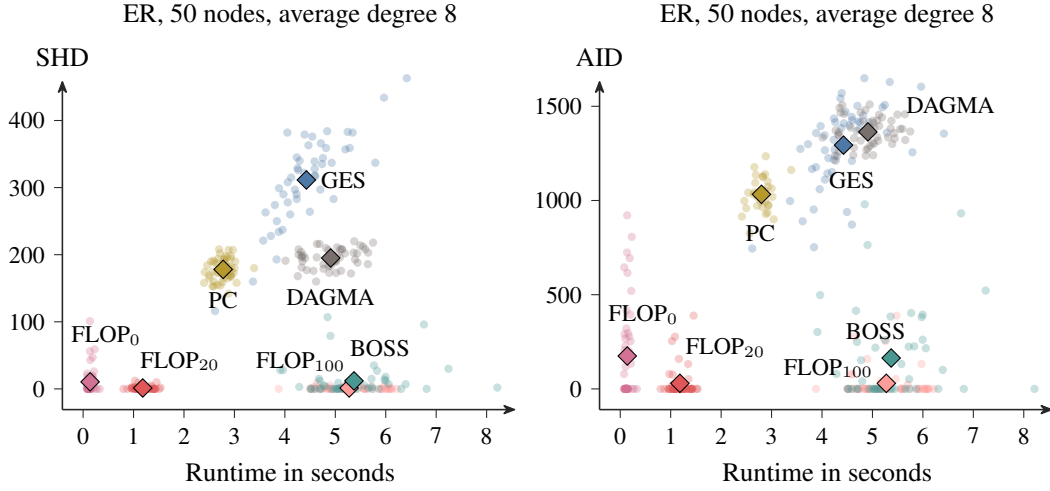 ER, 50 nodes, average degree 8
SHD
400
300
200
100
0
GES
PC
DAGMA
FLOP₀
FLOP₂₀
FLOP₁₀₀
BOSS
0 1 2 3 4 5 6 7 8
Runtime in seconds
ER, 50 nodes, average degree 8
AID
1500
1000
500
0
DAGMA
GES
PC
FLOP₀
FLOP₂₀
BOSS
FLOP₁₀₀
0 1 2 3 4 5 6 7 8
Runtime in seconds